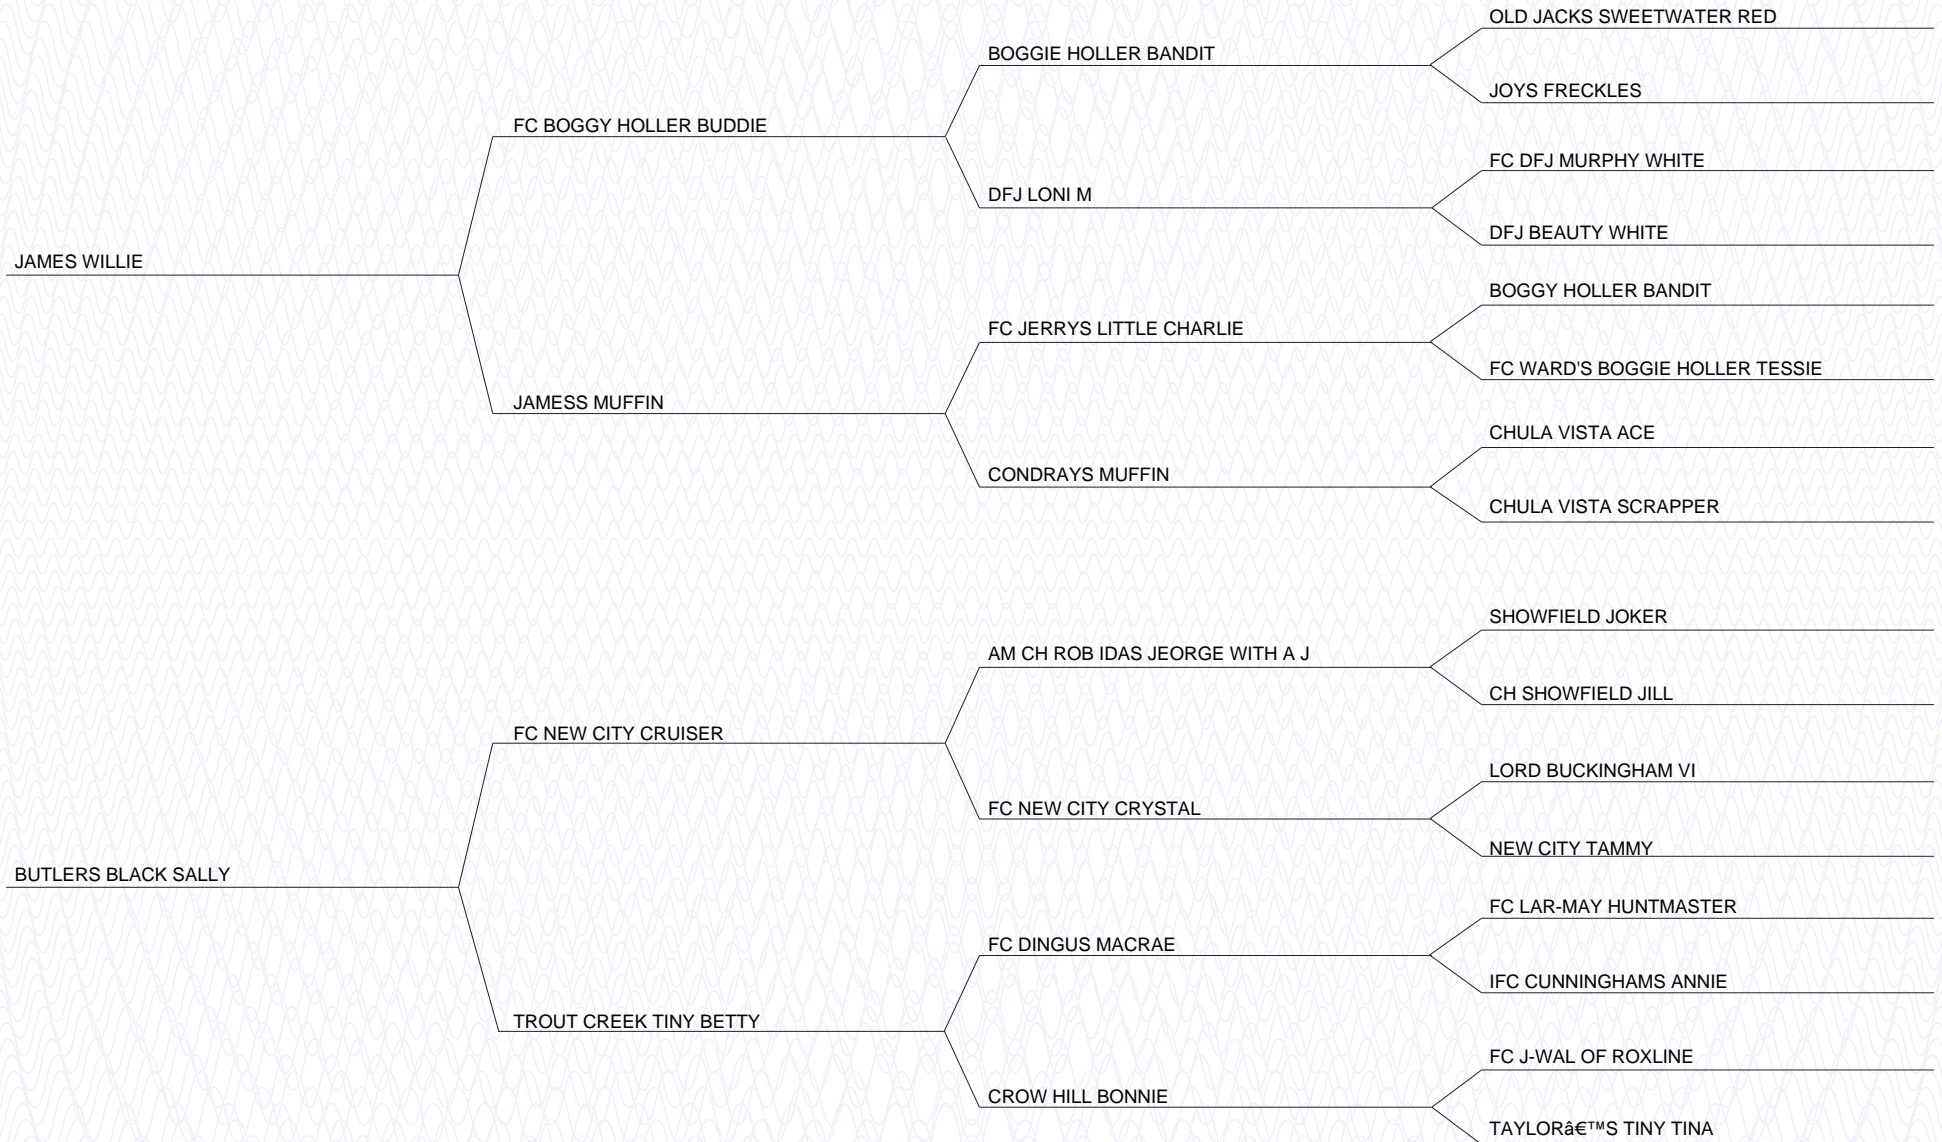 OLD JACKS SWEETWATER RED
BOGGIE HOLLER BANDIT
JOYS FRECKLES
FC BOGGY HOLLER BUDDIE
FC DFJ MURPHY WHITE
DFJ LONI M
DFJ BEAUTY WHITE
JAMES WILLIE
BOGGY HOLLER BANDIT
FC JERRYS LITTLE CHARLIE
FC WARD'S BOGGIE HOLLER TESSIE
JAMESS MUFFIN
CHULA VISTA ACE
CONDRAYS MUFFIN
CHULA VISTA SCRAPPER
SHOWFIELD JOKER
AM CH ROB IDAS JEORGE WITH A J
CH SHOWFIELD JILL
FC NEW CITY CRUISER
LORD BUCKINGHAM VI
FC NEW CITY CRYSTAL
NEW CITY TAMMY
BUTLERS BLACK SALLY
FC LAR-MAY HUNTMASTER
FC DINGUS MACRAE
IFC CUNNINGHAMS ANNIE
TROUT CREEK TINY BETTY
FC J-WAL OF ROXLINE
CROW HILL BONNIE
TAYLORâ€™S TINY TINA